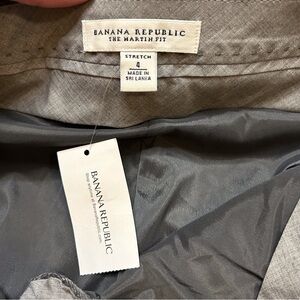 BANANA REPUBLIC
THE MARTIN FIT
STRETCH
4
MADE IN
SRI LANKA
BANANA REPUBLIC